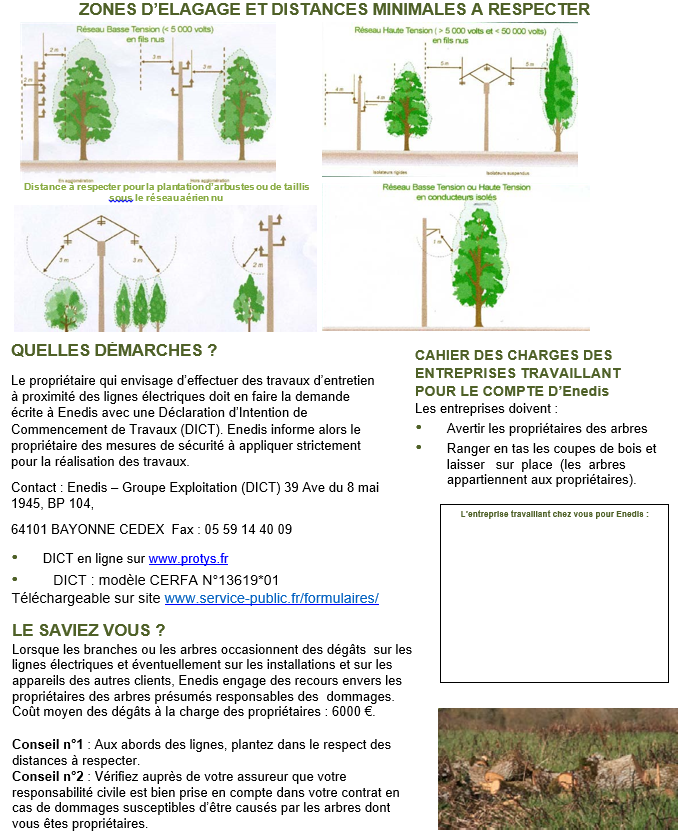 ZONES D'ELAGAGE ET DISTANCES MINIMALES A RESPECTER
Réseau Basse Tension (< 5 000 volts)
en fils nus
2 m
2 m
3 m
3 m
En agglomération
Hors agglomération
Réseau Haute Tension ( > 5 000 volts et < 50 000 volts)
en fils nus
4 m
4 m
5 m
5 m
Isolateurs rigides
Isolateurs suspendus
Distance à respecter pour la plantation d'arbustes ou de taillis
sous le réseau aérien nu
3 m
3 m
2 m
Réseau Basse Tension ou Haute Tension
en conducteurs isolés
1 m
QUELLES DÉMARCHES ?
Le propriétaire qui envisage d'effectuer des travaux d'entretien
à proximité des lignes électriques doit en faire la demande
écrite à Enedis avec une Déclaration d'Intention de
Commencement de Travaux (DICT). Enedis informe alors le
propriétaire des mesures de sécurité à appliquer strictement
pour la réalisation des travaux.
Contact : Enedis – Groupe Exploitation (DICT) 39 Ave du 8 mai
1945, BP 104,
64101 BAYONNE CEDEX Fax : 05 59 14 40 09
• DICT en ligne sur www.protys.fr
• DICT : modèle CERFA N°13619*01
Téléchargeable sur site www.service-public.fr/formulaires/
LE SAVIEZ VOUS ?
Lorsque les branches ou les arbres occasionnent des dégâts sur les
lignes électriques et éventuellement sur les installations et sur les
appareils des autres clients, Enedis engage des recours envers les
propriétaires des arbres présumés responsables des dommages.
Coût moyen des dégâts à la charge des propriétaires : 6000 €.
Conseil n°1 : Aux abords des lignes, plantez dans le respect des
distances à respecter.
Conseil n°2 : Vérifiez auprès de votre assureur que votre
responsabilité civile est bien prise en compte dans votre contrat en
cas de dommages susceptibles d'être causés par les arbres dont
vous êtes propriétaires.
CAHIER DES CHARGES DES
ENTREPRISES TRAVAILLANT
POUR LE COMPTE D'Enedis
Les entreprises doivent :
• Avertir les propriétaires des arbres
• Ranger en tas les coupes de bois et
laisser sur place (les arbres
appartiennent aux propriétaires).
L'entreprise travaillant chez vous pour Enedis :